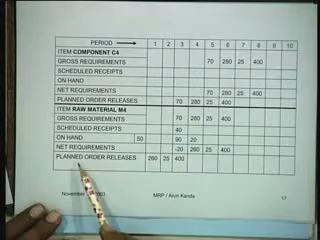 PERIOD 1 2 3 4 5 6 7 8 9 10
ITEM COMPONENT C4
GROSS REQUIREMENTS 70 280 25 400
SCHEDULED RECEIPTS
ON HAND
NET REQUIREMENTS 70 280 25 400
PLANNED ORDER RELEASES 70 280 25 400
ITEM RAW MATERIAL M4
GROSS REQUIREMENTS 70 280 25 400
SCHEDULED RECEIPTS 40
ON HAND 50 90 20
NET REQUIREMENTS -20 260 25 400
PLANNED ORDER RELEASES 260 25 400
MRP / Arun Kanda 17